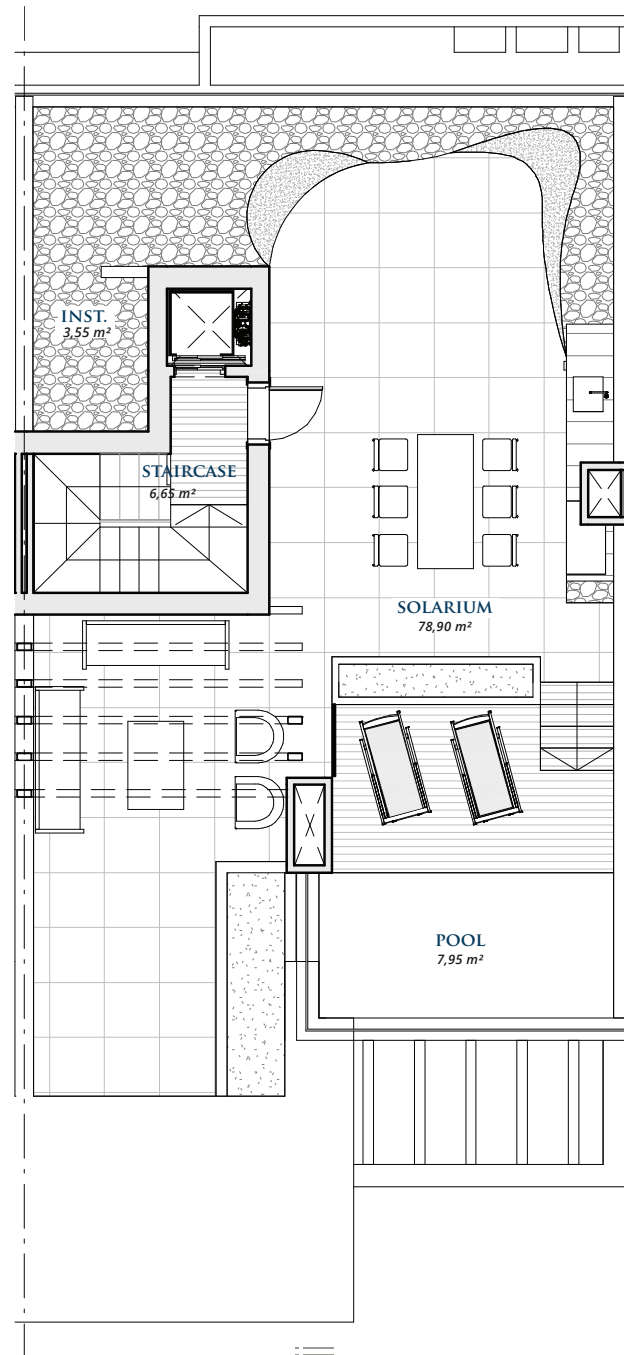 INST.
3,55 m²
STAIRCASE
6,65 m²
SOLARIUM
78,90 m²
POOL
7,95 m²